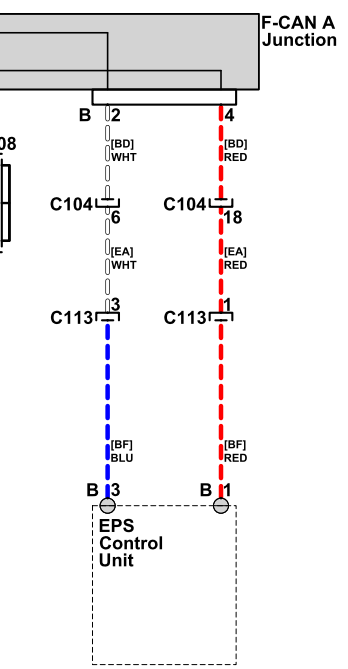 F-CAN A
Junction
B 2 4
08
[BD] [BD]
WHT RED
C104 C104
6 18
[EA] [EA]
WHT RED
3 1
C113 C113
[BF] [BF]
BLU RED
B 3 B 1
EPS
Control
Unit